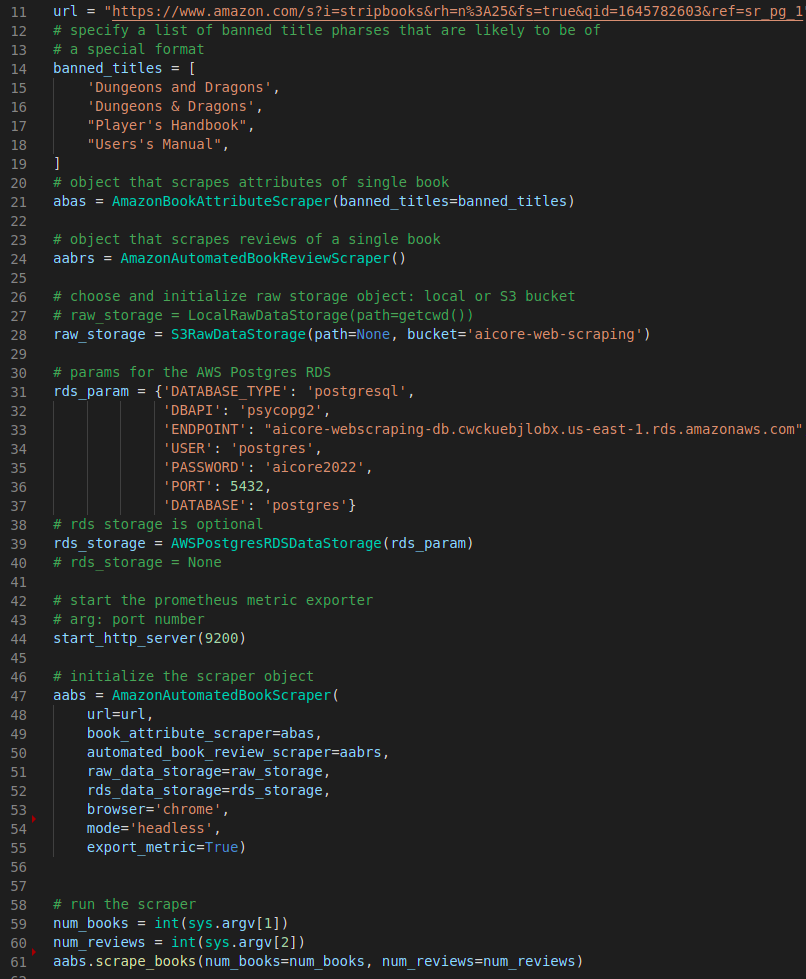 11 url = "https://www.amazon.com/s?i=stripbooks&rh=n%3A25&fs=true&qid=1645782603&ref=sr_pg_1"
12 # specify a list of banned title pharses that are likely to be of
13 # a special format
14 banned_titles = [
15     'Dungeons and Dragons',
16     'Dungeons & Dragons',
17     "Player's Handbook",
18     "Users's Manual",
19 ]
20 # object that scrapes attributes of single book
21 abas = AmazonBookAttributeScraper(banned_titles=banned_titles)
22
23 # object that scrapes reviews of a single book
24 aabrs = AmazonAutomatedBookReviewScraper()
25
26 # choose and initialize raw storage object: local or S3 bucket
27 # raw_storage = LocalRawDataStorage(path=getcwd())
28 raw_storage = S3RawDataStorage(path=None, bucket='aicore-web-scraping')
29
30 # params for the AWS Postgres RDS
31 rds_param = {'DATABASE_TYPE': 'postgresql',
32              'DBAPI': 'psycopg2',
33              'ENDPOINT': "aicore-webscraping-db.cwckuebjlobx.us-east-1.rds.amazonaws.com"
34              'USER': 'postgres',
35              'PASSWORD': 'aicore2022',
36              'PORT': 5432,
37              'DATABASE': 'postgres'}
38 # rds storage is optional
39 rds_storage = AWSPostgresRDSDataStorage(rds_param)
40 # rds_storage = None
41
42 # start the prometheus metric exporter
43 # arg: port number
44 start_http_server(9200)
45
46 # initialize the scraper object
47 aabs = AmazonAutomatedBookScraper(
48     url=url,
49     book_attribute_scraper=abas,
50     automated_book_review_scraper=aabrs,
51     raw_data_storage=raw_storage,
52     rds_data_storage=rds_storage,
53     browser='chrome',
54     mode='headless',
55     export_metric=True)
56
57
58 # run the scraper
59 num_books = int(sys.argv[1])
60 num_reviews = int(sys.argv[2])
61 aabs.scrape_books(num_books=num_books, num_reviews=num_reviews)